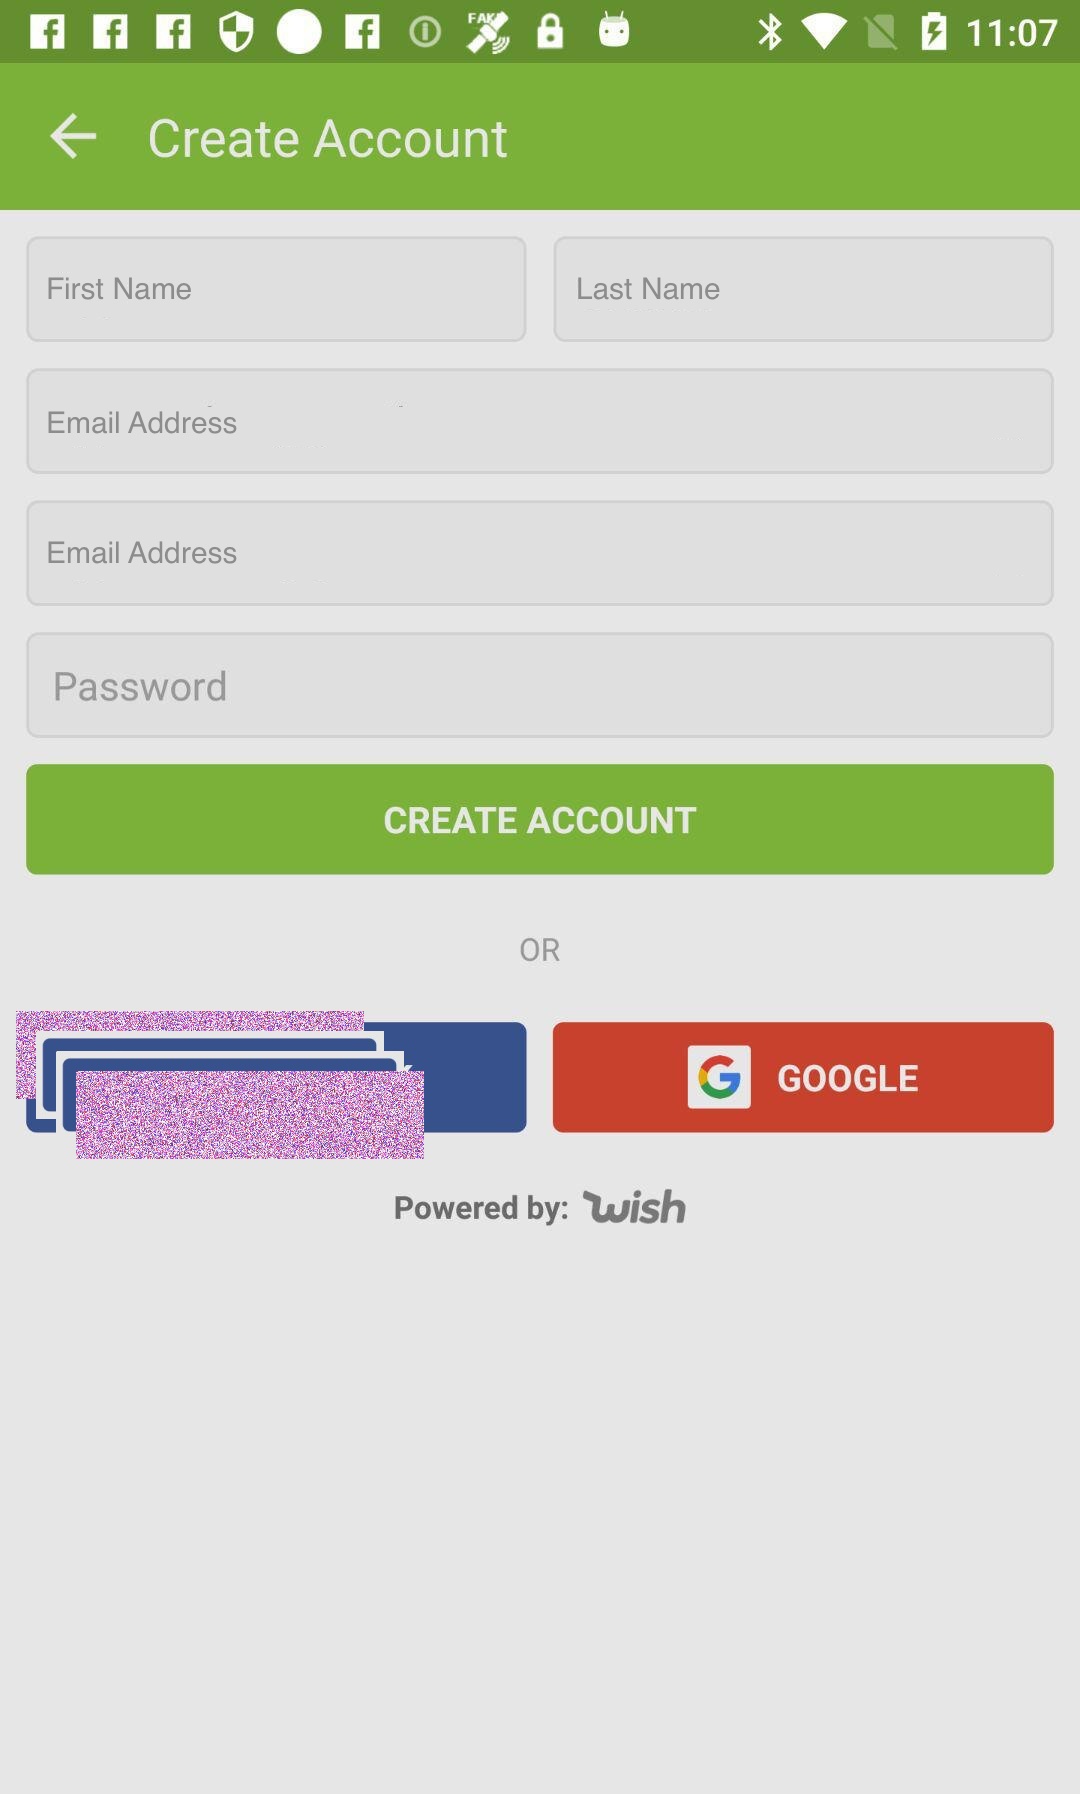 FAKE
11:07
Create Account
First Name Last Name
Email Address
Email Address
Password
CREATE ACCOUNT
OR
GOOGLE
Powered by: wish